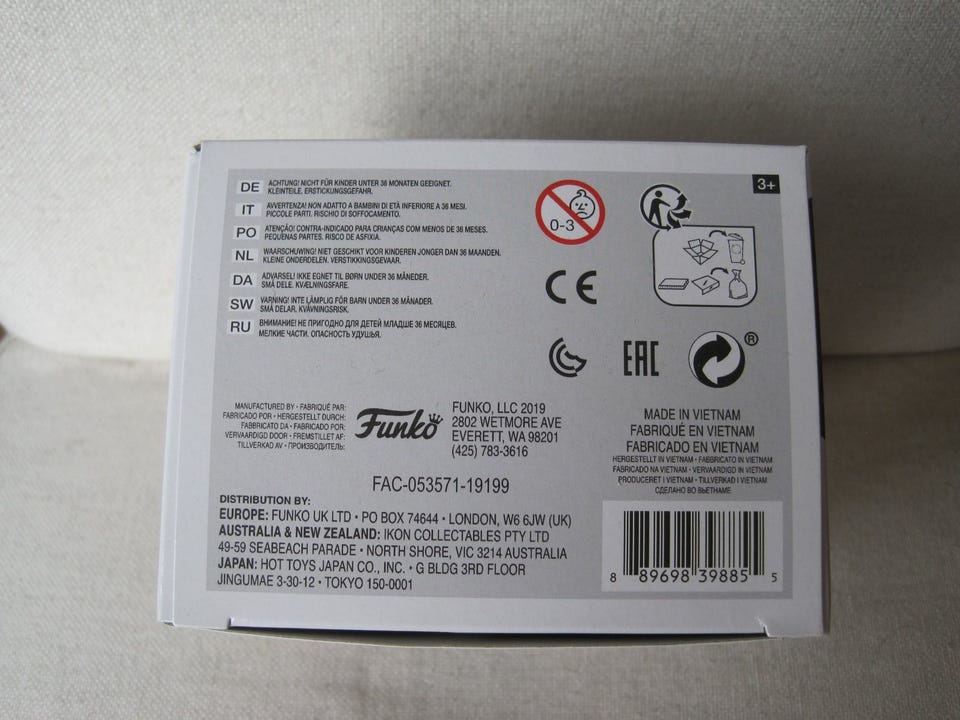 DE ACHTUNG! NICHT FÜR KINDER UNTER 36 MONATEN GEEIGNET.
KLEINTEILE. ERSTICKUNGSGEFAHR.
IT AVVERTENZA! NON ADATTO A BAMBINI DI ETÀ INFERIORE A 36 MESI.
PICCOLE PARTI. RISCHIO DI SOFFOCAMENTO.
PO ATENÇÃO! CONTRA-INDICADO PARA CRIANÇAS COM MENOS DE 36 MESES.
PEQUENAS PARTES. RISCO DE ASFIXIA.
NL WAARSCHUWING! NIET GESCHIKT VOOR KINDEREN JONGER DAN 36 MAANDEN.
KLEINE ONDERDELEN. VERSTIKKINGSGEVAAR.
DA ADVARSEL! IKKE EGNET TIL BØRN UNDER 36 MÅNEDER.
SMÅ DELE. KVÆLNINGSFARE.
SW VARNING! INTE LÄMPLIG FÖR BARN UNDER 36 MÅNADER.
SMÅ DELAR. KVÄVNINGSRISK.
RU ВНИМАНИЕ! НЕ ПРИГОДНО ДЛЯ ДЕТЕЙ МЛАДШЕ 36 МЕСЯЦЕВ.
МЕЛКИЕ ЧАСТИ. ОПАСНОСТЬ УДУШЬЯ.
0-3
3+
CE
EAC
®
MANUFACTURED BY • FABRIQUÉ PAR:
FABRICADO POR • HERGESTELLT DURCH:
FABBRICATO DA • FABRICADO POR:
VERVAARDIGD DOOR • FREMSTILLET AF:
TILLVERKAD AV • ПРОИЗВОДИТЕЛЬ:
Funko
FUNKO, LLC 2019
2802 WETMORE AVE
EVERETT, WA 98201
(425) 783-3616
MADE IN VIETNAM
FABRIQUÉ EN VIETNAM
FABRICADO EN VIETNAM
HERGESTELLT IN VIETNAM • FABBRICATO IN VIETNAM
FABRICADO NA VIETNAM • VERVAARDIGD IN VIETNAM
PRODUCERET I VIETNAM • TILLVERKAD I VIETNAM
СДЕЛАНО ВО ВЬЕТНАМЕ
FAC-053571-19199
DISTRIBUTION BY:
EUROPE: FUNKO UK LTD • PO BOX 74644 • LONDON, W6 6JW (UK)
AUSTRALIA & NEW ZEALAND: IKON COLLECTABLES PTY LTD
49-59 SEABEACH PARADE • NORTH SHORE, VIC 3214 AUSTRALIA
JAPAN: HOT TOYS JAPAN CO., INC. • G BLDG 3RD FLOOR
JINGUMAE 3-30-12 • TOKYO 150-0001
8 89698 39885 5